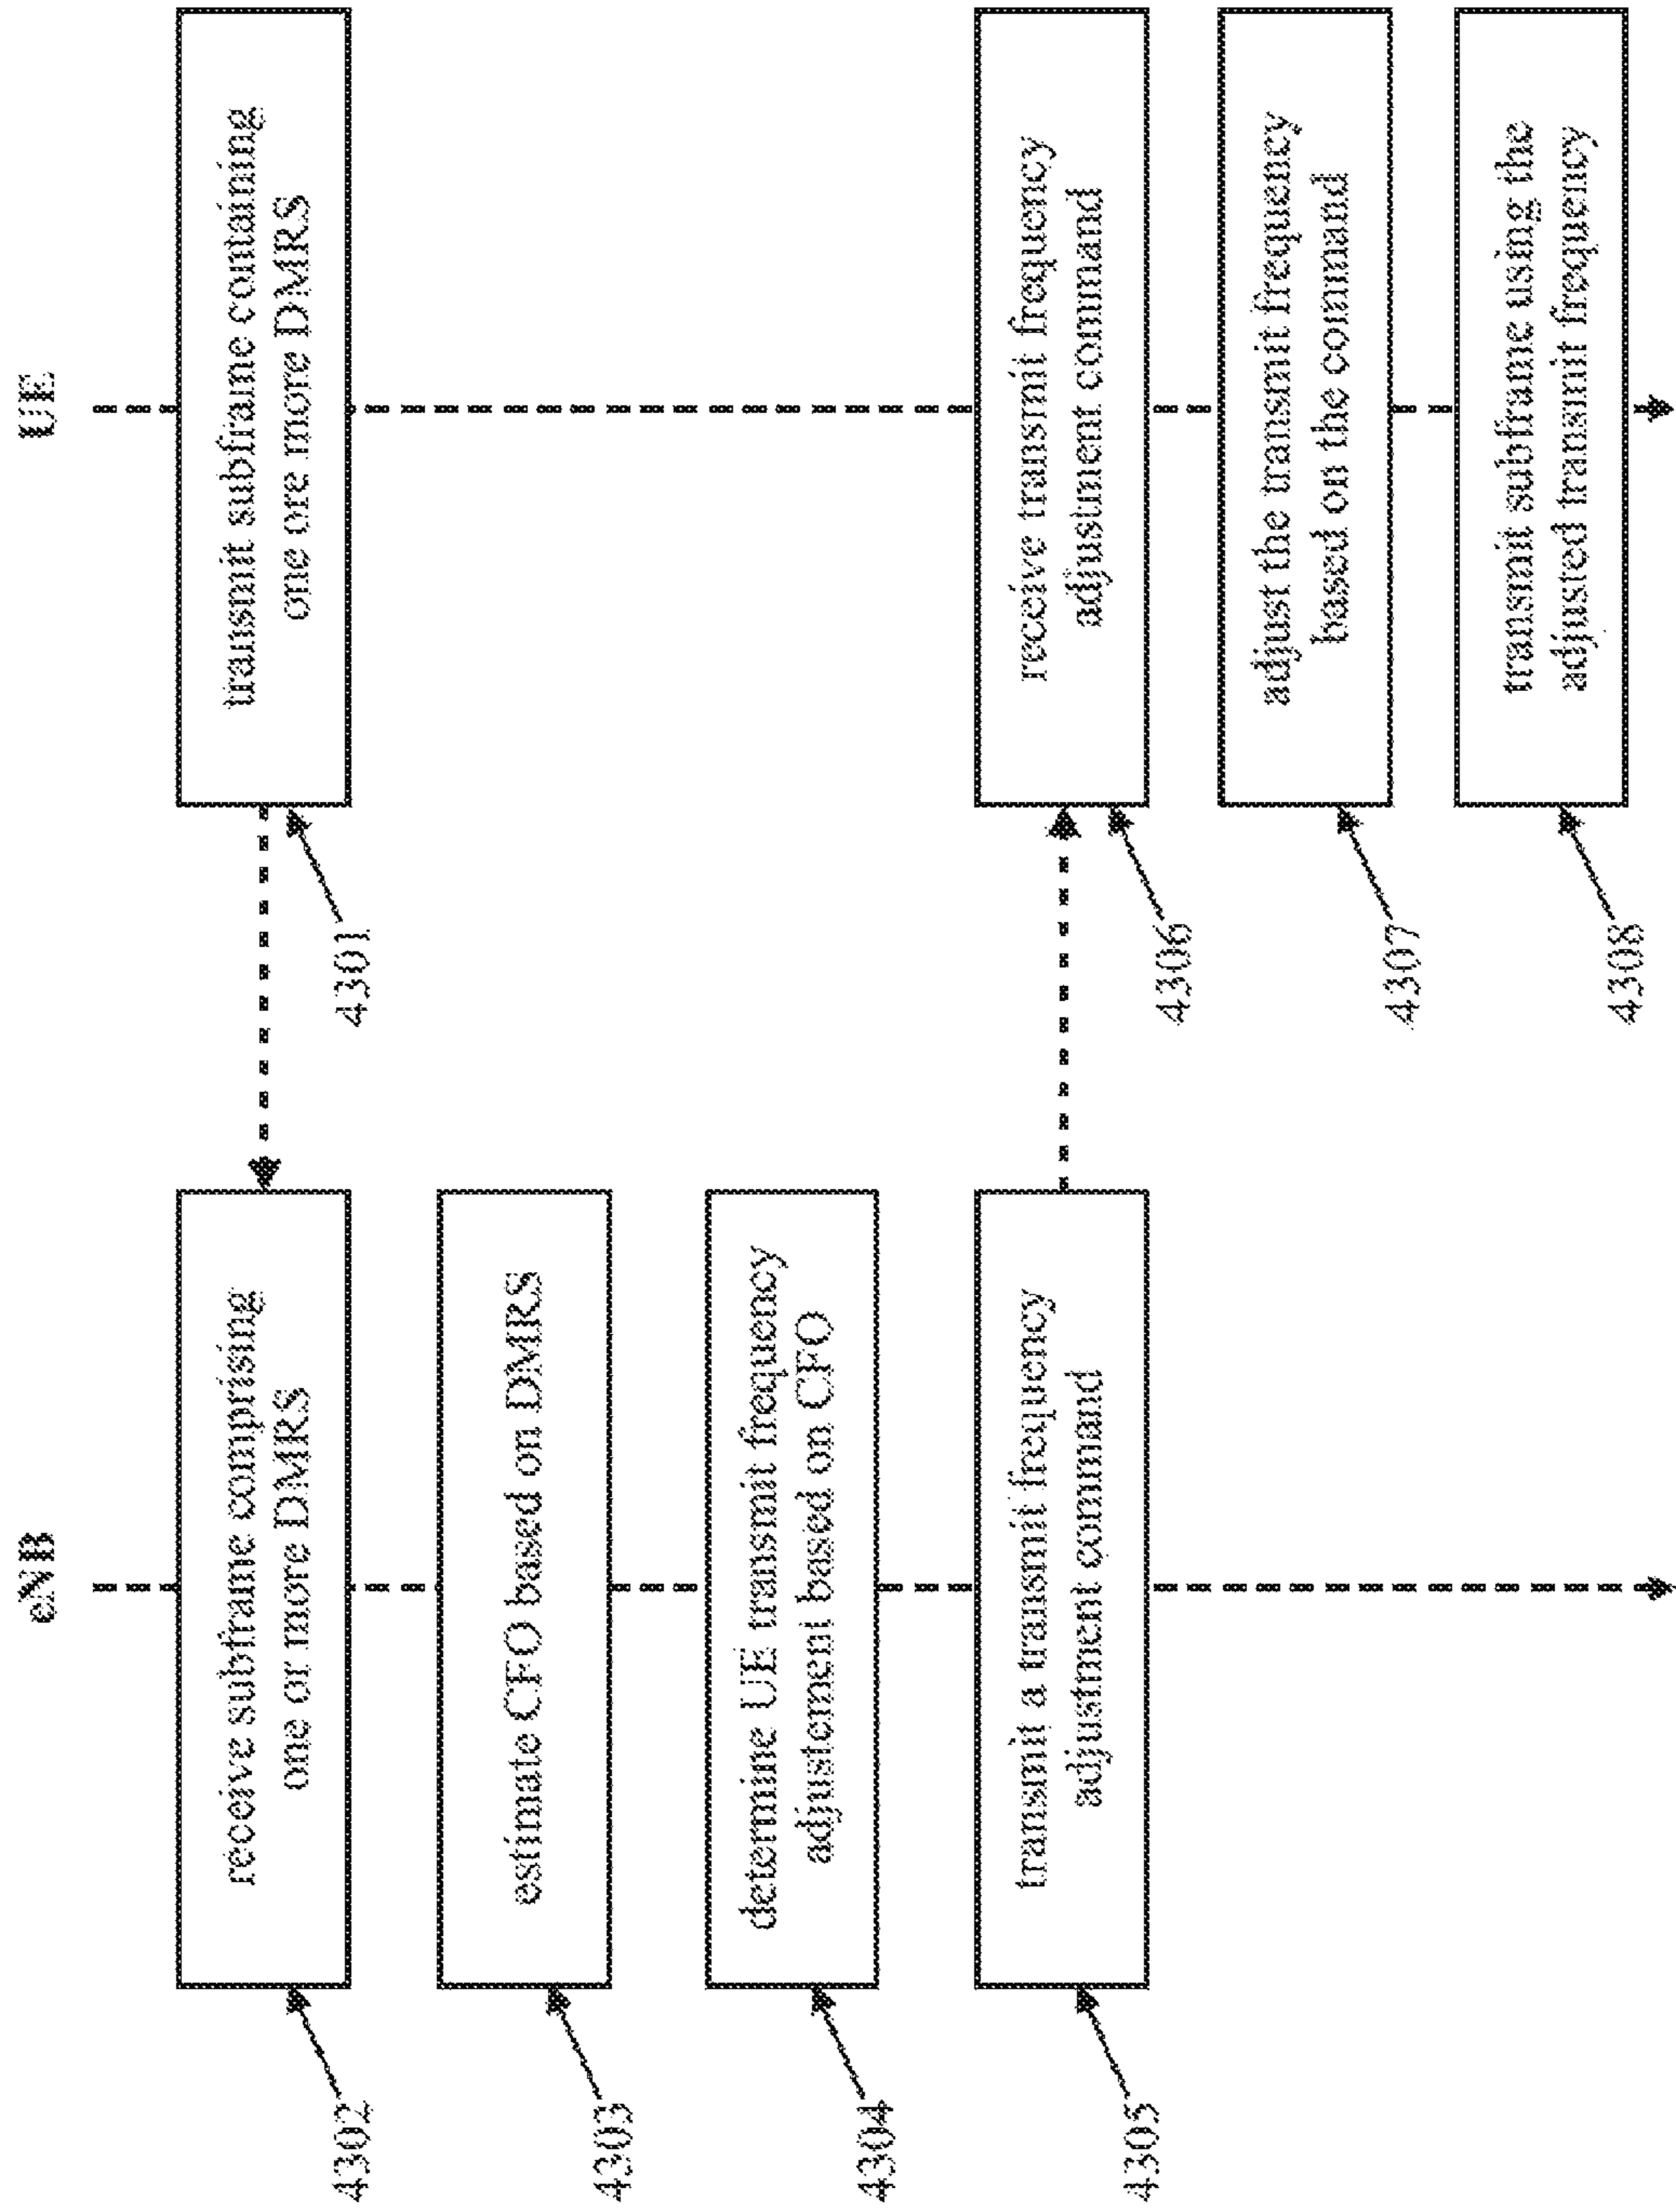 eNB
UE
receive subframe comprising
one or more DMRS
4302
transmit subframe containing
one ore more DMRS
4301
estimate CFO based on DMRS
4303
determine UE transmit frequency
adjustement based on CFO
4304
transmit a transmit frequency
adjustment command
4305
receive transmit frequency
adjustment command
4306
adjust the transmit frequency
based on the command
4307
transmit subframe using the
adjusted transmit frequency
4308